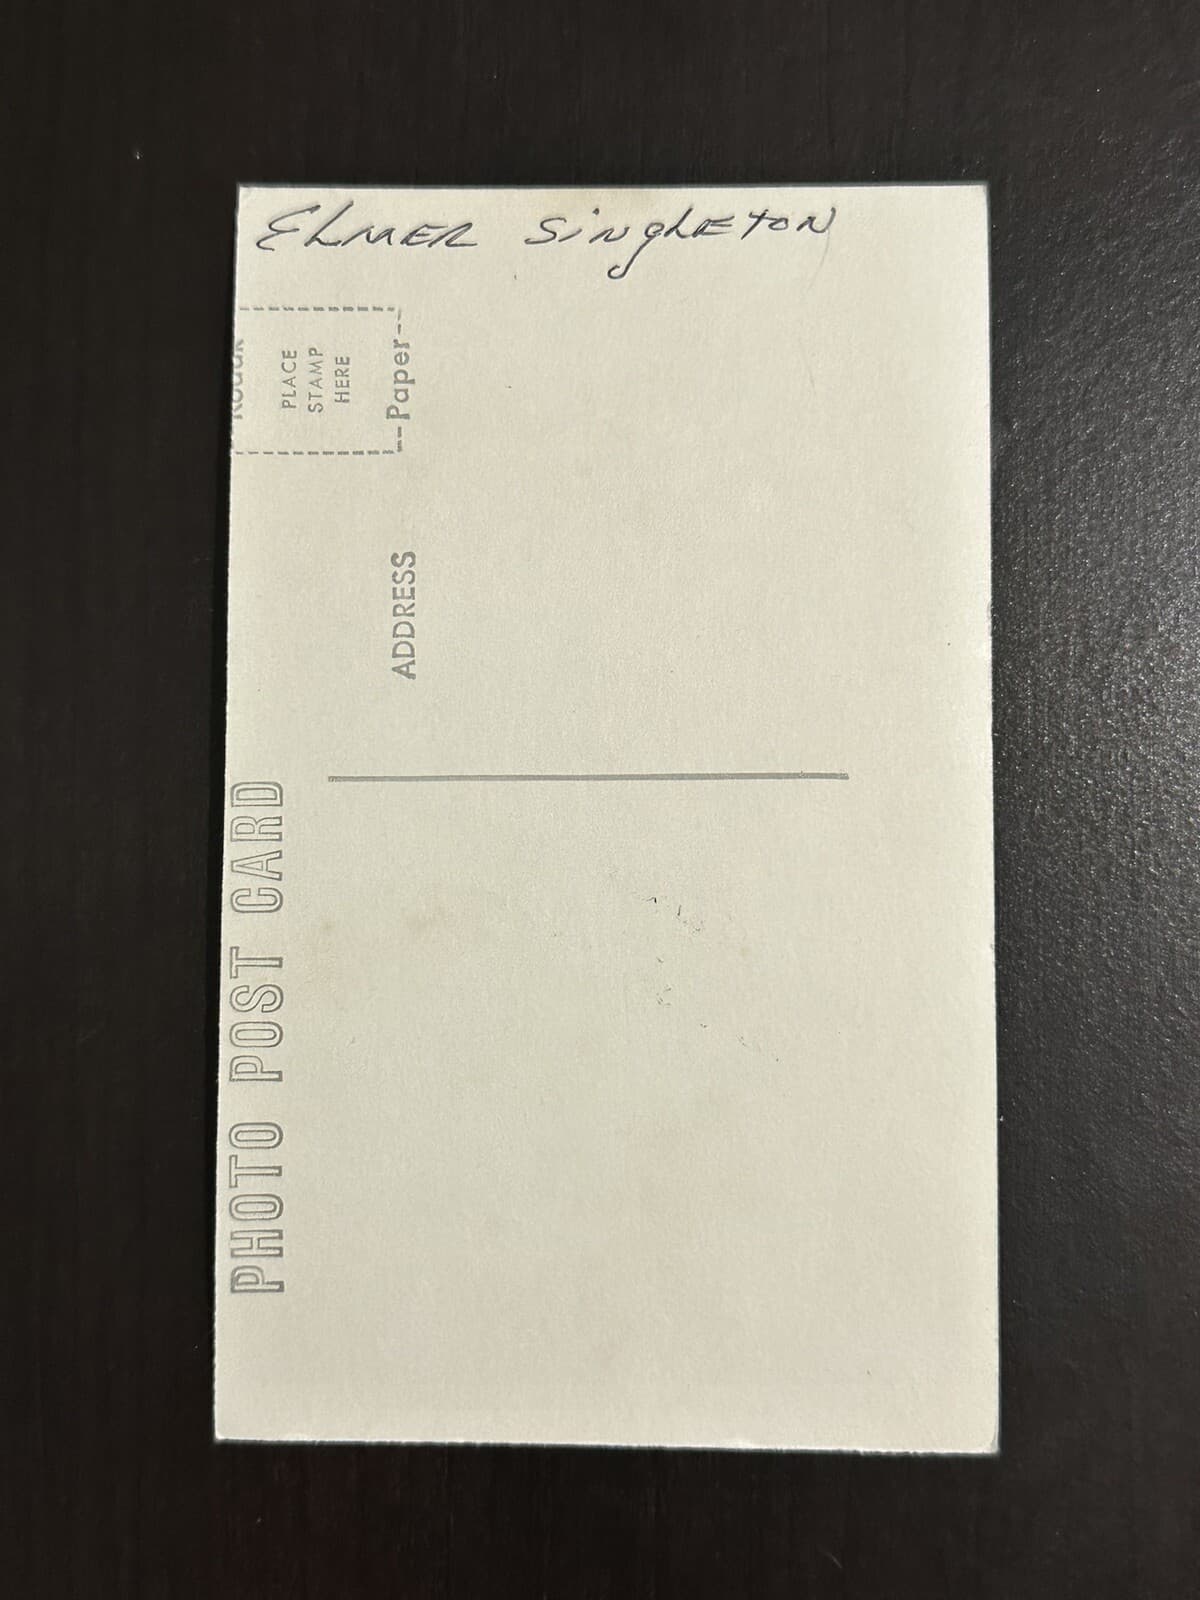 ELMER SiNgLETON
Kodak
PLACE
STAMP
HERE
--Paper--
ADDRESS
PHOTO POST CARD